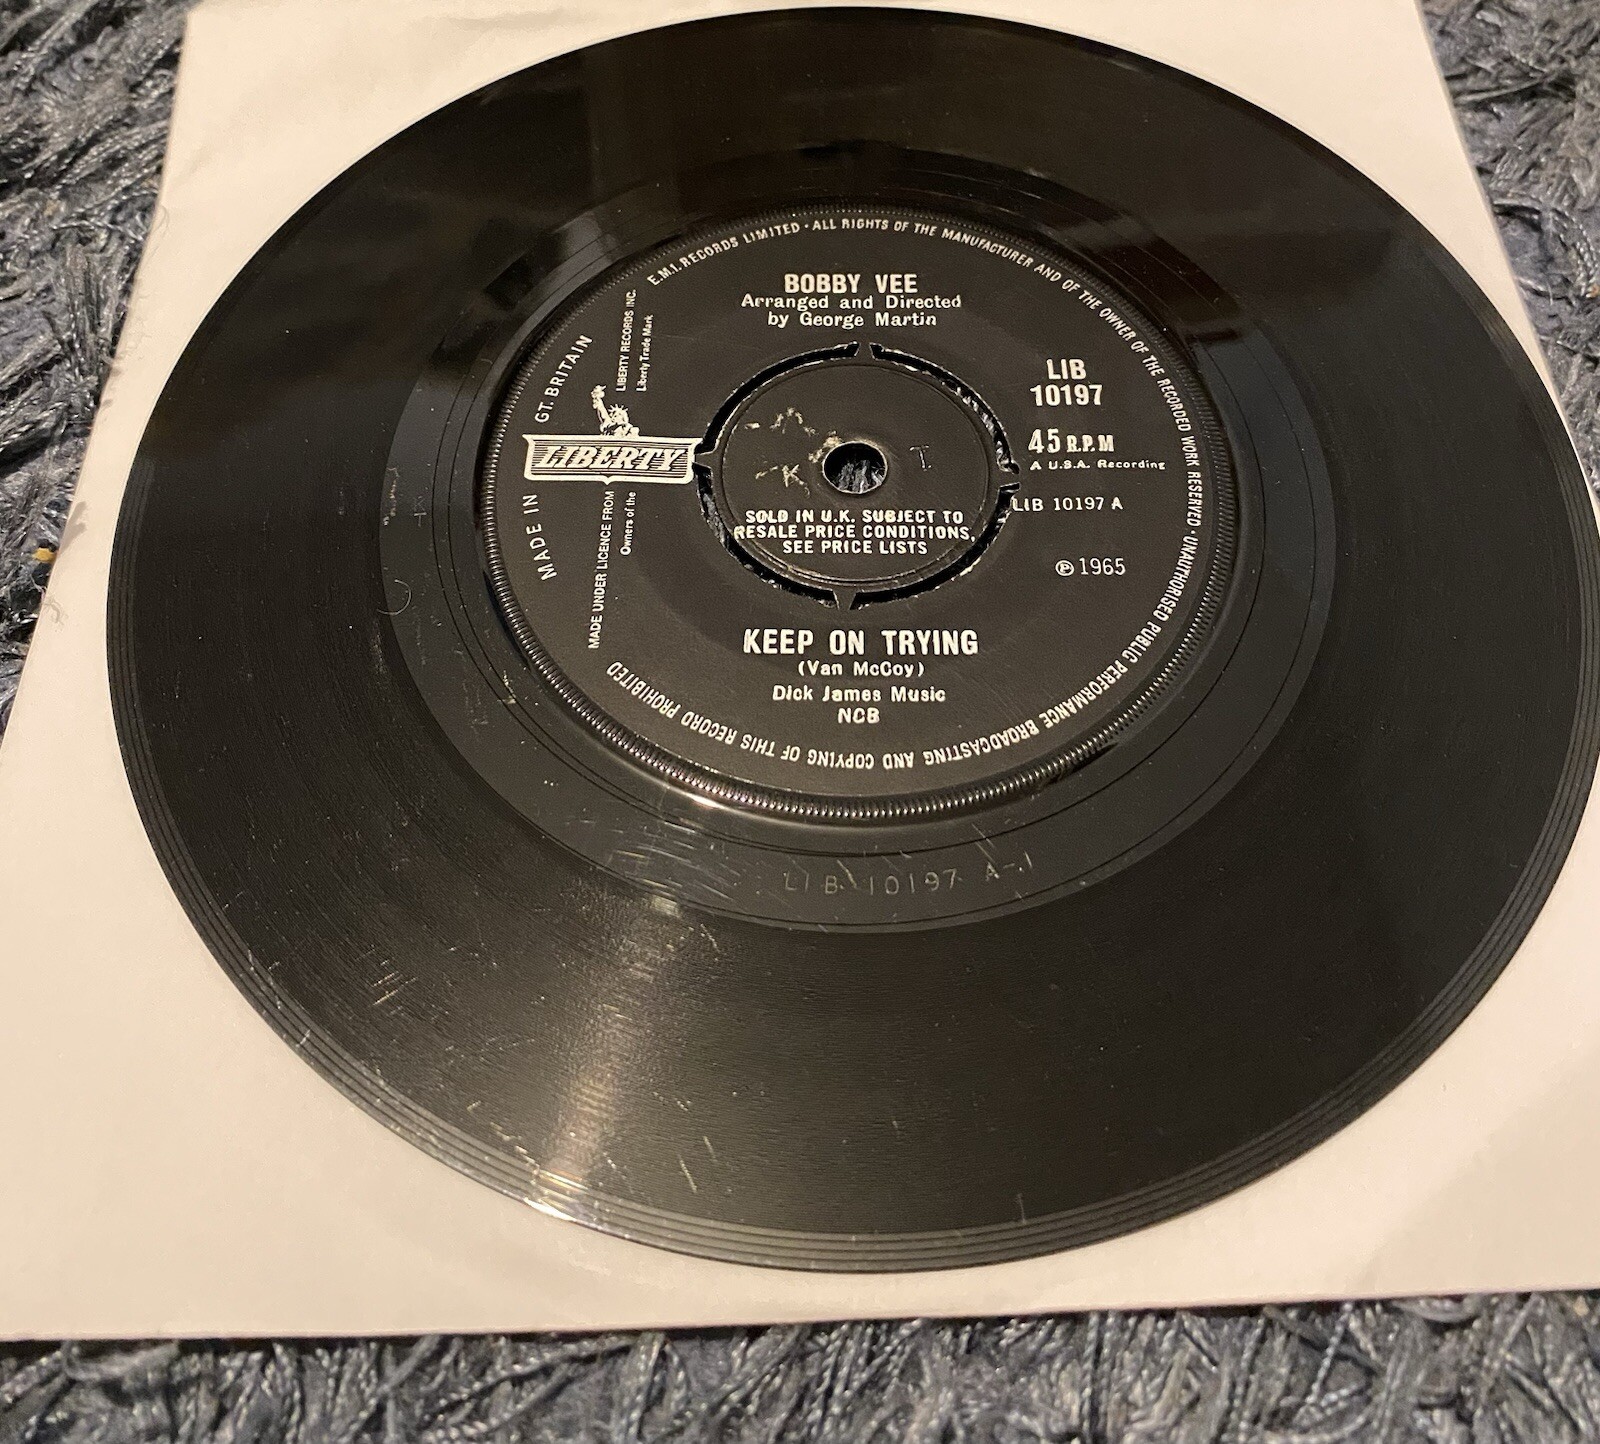 E.M.I. RECORDS LIMITED · ALL RIGHTS OF THE MANUFACTURER AND OF THE OWNER OF THE RECORDED WORK RESERVED · UNAUTHORISED PUBLIC PERFORMANCE BROADCASTING AND COPYING OF THIS RECORD PROHIBITED
BOBBY VEE
Arranged and Directed
by George Martin
MADE IN GT. BRITAIN
LIBERTY
MADE UNDER LICENCE FROM LIBERTY RECORDS INC.
Owners of the Liberty Trade Mark
LIB
10197
45 R.P.M
A U.S.A. Recording
LIB 10197 A
℗ 1965
T
SOLD IN U.K. SUBJECT TO
RESALE PRICE CONDITIONS,
SEE PRICE LISTS
KEEP ON TRYING
(Van McCoy)
Dick James Music
NCB
LIB 10197 A-1